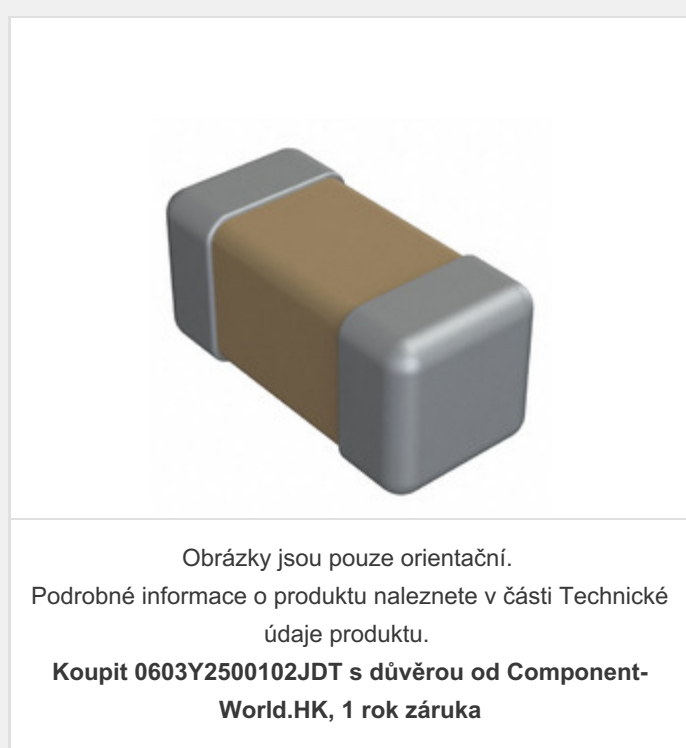 Obrázky jsou pouze orientační.
Podrobné informace o produktu naleznete v části Technické
údaje produktu.
Koupit 0603Y2500102JDT s důvěrou od Component-
World.HK, 1 rok záruka